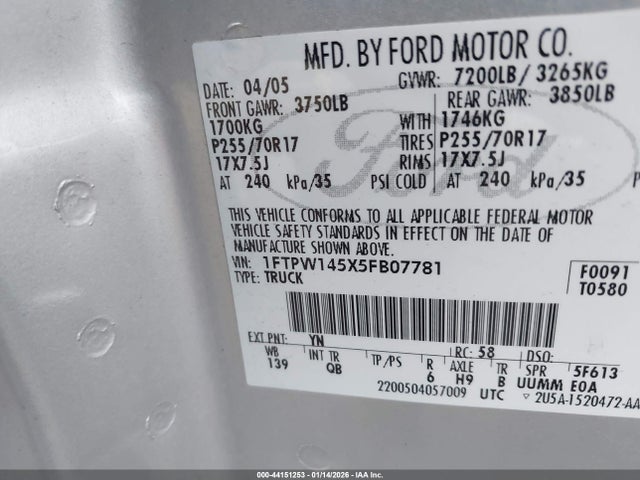 MFD. BY FORD MOTOR CO.
DATE: 04/05 GVWR: 7200LB/ 3265KG
FRONT GAWR: 3750LB REAR GAWR: 3850LB
1700KG WITH 1746KG
P255/70R17 TIRES P255/70R17
17X7.5J RIMS 17X7.5J
AT 240 kPa/35 PSI COLD AT 240 kPa/35
Ford
THIS VEHICLE CONFORMS TO ALL APPLICABLE FEDERAL MOTOR
VEHICLE SAFETY STANDARDS IN EFFECT ON THE DATE OF
MANUFACTURE SHOWN ABOVE.
VIN: 1FTPW145X5FB07781 F0091
TYPE: TRUCK T0580
EXT PNT: YN RC: 58 DSO:
WB INT TR TP/PS R AXLE TR SPR 5F613
139 QB 6 H9 B UUMM E0A
2200504057009 UTC ▽ 2U5A-1520472-AA
000-44151253 | 01/14/2026 - IAA Inc.